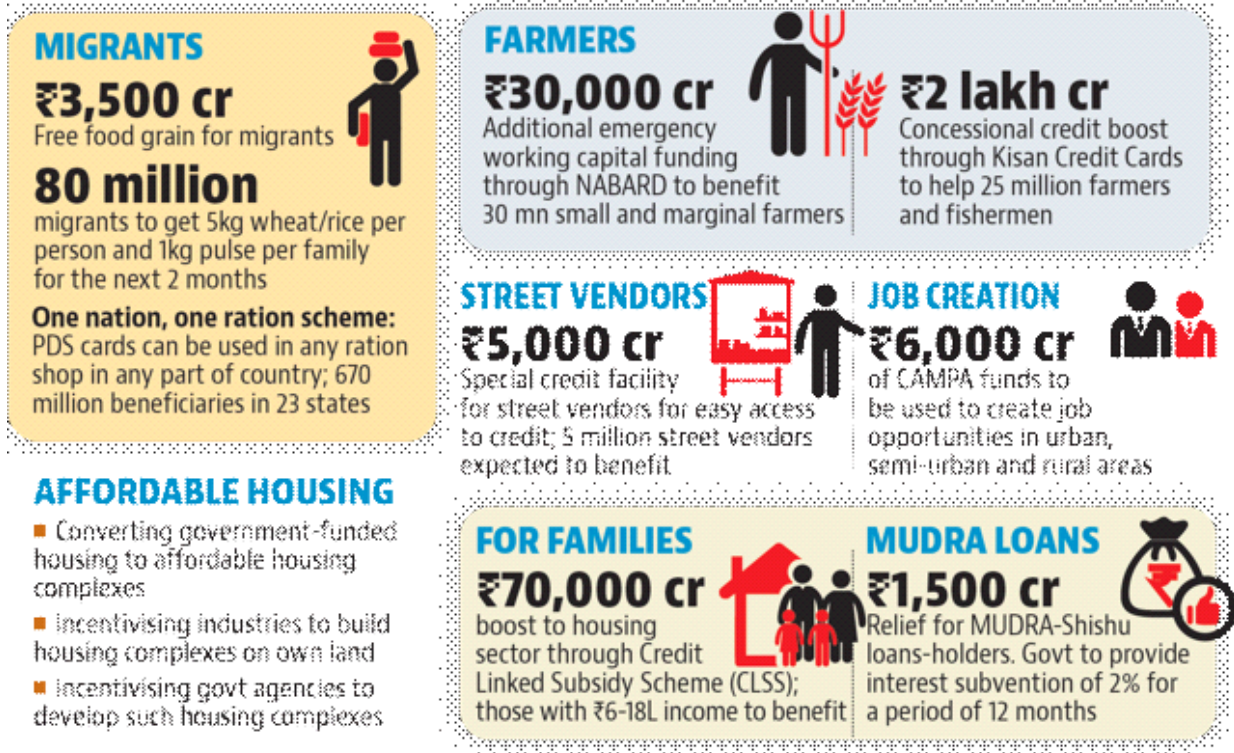 MIGRANTS
₹3,500 cr
Free food grain for migrants
80 million
migrants to get 5kg wheat/rice per
person and 1kg pulse per family
for the next 2 months
One nation, one ration scheme:
PDS cards can be used in any ration
shop in any part of country; 670
million beneficiaries in 23 states
FARMERS
₹30,000 cr
Additional emergency
working capital funding
through NABARD to benefit
30 mn small and marginal farmers
₹2 lakh cr
Concessional credit boost
through Kisan Credit Cards
to help 25 million farmers
and fishermen
STREET VENDORS
₹5,000 cr
Special credit facility
for street vendors for easy access
to credit; 5 million street vendors
expected to benefit
JOB CREATION
₹6,000 cr
of CAMPA funds to
be used to create job
opportunities in urban,
semi-urban and rural areas
AFFORDABLE HOUSING
■ Converting government-funded
housing to affordable housing
complexes
■ incentivising industries to build
housing complexes on own land
■ incentivising govt agencies to
develop such housing complexes
FOR FAMILIES
₹70,000 cr
boost to housing
sector through Credit
Linked Subsidy Scheme (CLSS);
those with ₹6-18L income to benefit
MUDRA LOANS
₹1,500 cr
Relief for MUDRA-Shishu
loans-holders. Govt to provide
interest subvention of 2% for
a period of 12 months